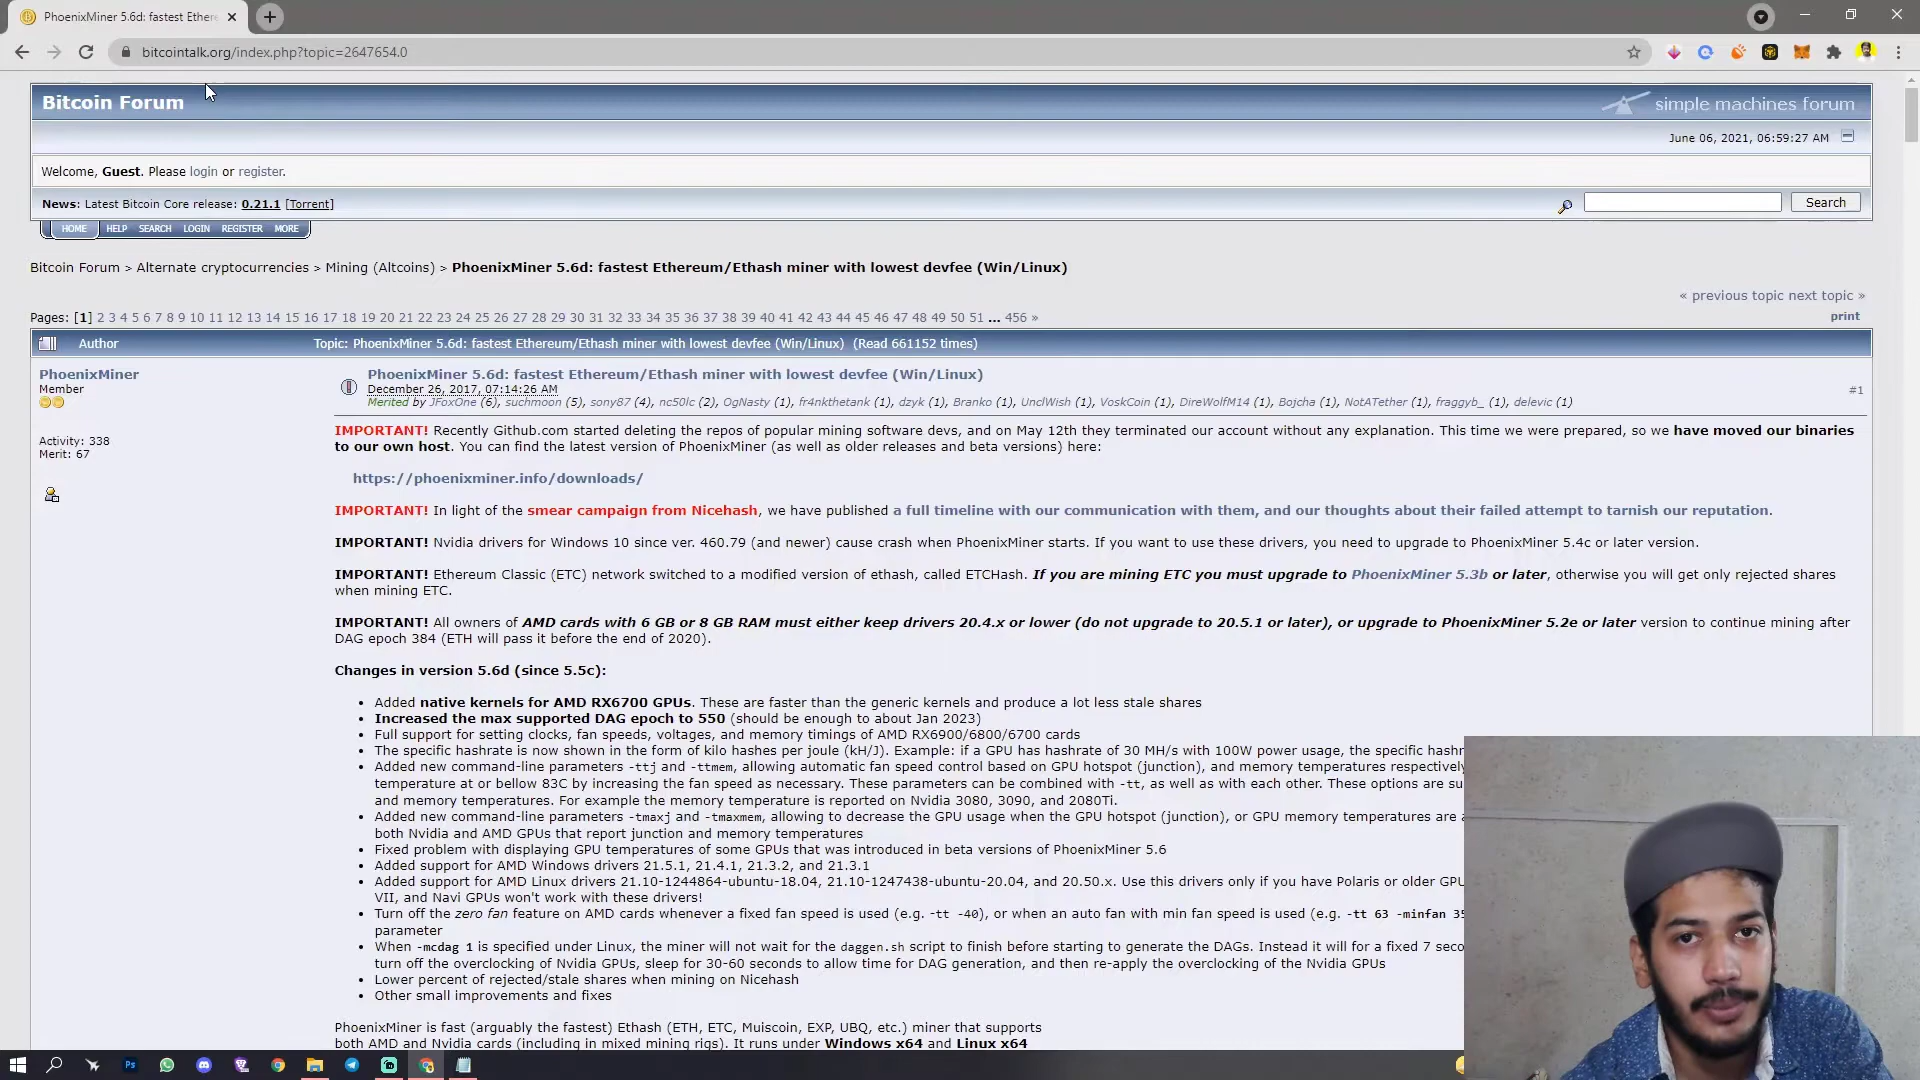 PhoenixMiner 5.6d: fastest Ether
bitcointalk.org/index.php?topic=2647654.0
Bitcoin Forum
simple machines forum
June 06, 2021, 06:59:27 AM
Welcome, Guest. Please login or register.
News: Latest Bitcoin Core release: 0.21.1 [Torrent]
Search
HOME HELP SEARCH LOGIN REGISTER MORE
Bitcoin Forum > Alternate cryptocurrencies > Mining (Altcoins) > PhoenixMiner 5.6d: fastest Ethereum/Ethash miner with lowest devfee (Win/Linux)
« previous topic next topic »
Pages: [1] 2 3 4 5 6 7 8 9 10 11 12 13 14 15 16 17 18 19 20 21 22 23 24 25 26 27 28 29 30 31 32 33 34 35 36 37 38 39 40 41 42 43 44 45 46 47 48 49 50 51 ... 456 »
print
Author
Topic: PhoenixMiner 5.6d: fastest Ethereum/Ethash miner with lowest devfee (Win/Linux) (Read 661152 times)
PhoenixMiner
Member
Activity: 338
Merit: 67
PhoenixMiner 5.6d: fastest Ethereum/Ethash miner with lowest devfee (Win/Linux)
December 26, 2017, 07:14:26 AM
#1
Merited by JFoxOne (6), suchmoon (5), sony87 (4), nc50lc (2), OgNasty (1), fr4nkthetank (1), dzyk (1), Branko (1), UnclWish (1), VoskCoin (1), DireWolfM14 (1), Bojcha (1), NotATether (1), fraggyb_ (1), delevic (1)
IMPORTANT! Recently Github.com started deleting the repos of popular mining software devs, and on May 12th they terminated our account without any explanation. This time we were prepared, so we have moved our binaries
to our own host. You can find the latest version of PhoenixMiner (as well as older releases and beta versions) here:
https://phoenixminer.info/downloads/
IMPORTANT! In light of the smear campaign from Nicehash, we have published a full timeline with our communication with them, and our thoughts about their failed attempt to tarnish our reputation.
IMPORTANT! Nvidia drivers for Windows 10 since ver. 460.79 (and newer) cause crash when PhoenixMiner starts. If you want to use these drivers, you need to upgrade to PhoenixMiner 5.4c or later version.
IMPORTANT! Ethereum Classic (ETC) network switched to a modified version of ethash, called ETCHash. If you are mining ETC you must upgrade to PhoenixMiner 5.3b or later, otherwise you will get only rejected shares
when mining ETC.
IMPORTANT! All owners of AMD cards with 6 GB or 8 GB RAM must either keep drivers 20.4.x or lower (do not upgrade to 20.5.1 or later), or upgrade to PhoenixMiner 5.2e or later version to continue mining after
DAG epoch 384 (ETH will pass it before the end of 2020).
Changes in version 5.6d (since 5.5c):
• Added native kernels for AMD RX6700 GPUs. These are faster than the generic kernels and produce a lot less stale shares
• Increased the max supported DAG epoch to 550 (should be enough to about Jan 2023)
• Full support for setting clocks, fan speeds, voltages, and memory timings of AMD RX6900/6800/6700 cards
• The specific hashrate is now shown in the form of kilo hashes per joule (kH/J). Example: if a GPU has hashrate of 30 MH/s with 100W power usage, the specific hashr
• Added new command-line parameters -ttj and -ttmem, allowing automatic fan speed control based on GPU hotspot (junction), and memory temperatures respectively
temperature at or bellow 83C by increasing the fan speed as necessary. These parameters can be combined with -tt, as well as with each other. These options are su
and memory temperatures. For example the memory temperature is reported on Nvidia 3080, 3090, and 2080Ti.
• Added new command-line parameters -tmaxj and -tmaxmem, allowing to decrease the GPU usage when the GPU hotspot (junction), or GPU memory temperatures are a
both Nvidia and AMD GPUs that report junction and memory temperatures
• Fixed problem with displaying GPU temperatures of some GPUs that was introduced in beta versions of PhoenixMiner 5.6
• Added support for AMD Windows drivers 21.5.1, 21.4.1, 21.3.2, and 21.3.1
• Added support for AMD Linux drivers 21.10-1244864-ubuntu-18.04, 21.10-1247438-ubuntu-20.04, and 20.50.x. Use this drivers only if you have Polaris or older GPU
VII, and Navi GPUs won't work with these drivers!
• Turn off the zero fan feature on AMD cards whenever a fixed fan speed is used (e.g. -tt -40), or when an auto fan with min fan speed is used (e.g. -tt 63 -minfan 35
parameter
• When -mcdag 1 is specified under Linux, the miner will not wait for the daggen.sh script to finish before starting to generate the DAGs. Instead it will for a fixed 7 seco
turn off the overclocking of Nvidia GPUs, sleep for 30-60 seconds to allow time for DAG generation, and then re-apply the overclocking of the Nvidia GPUs
• Lower percent of rejected/stale shares when mining on Nicehash
• Other small improvements and fixes
PhoenixMiner is fast (arguably the fastest) Ethash (ETH, ETC, Muiscoin, EXP, UBQ, etc.) miner that supports
both AMD and Nvidia cards (including in mixed mining rigs). It runs under Windows x64 and Linux x64
Ps